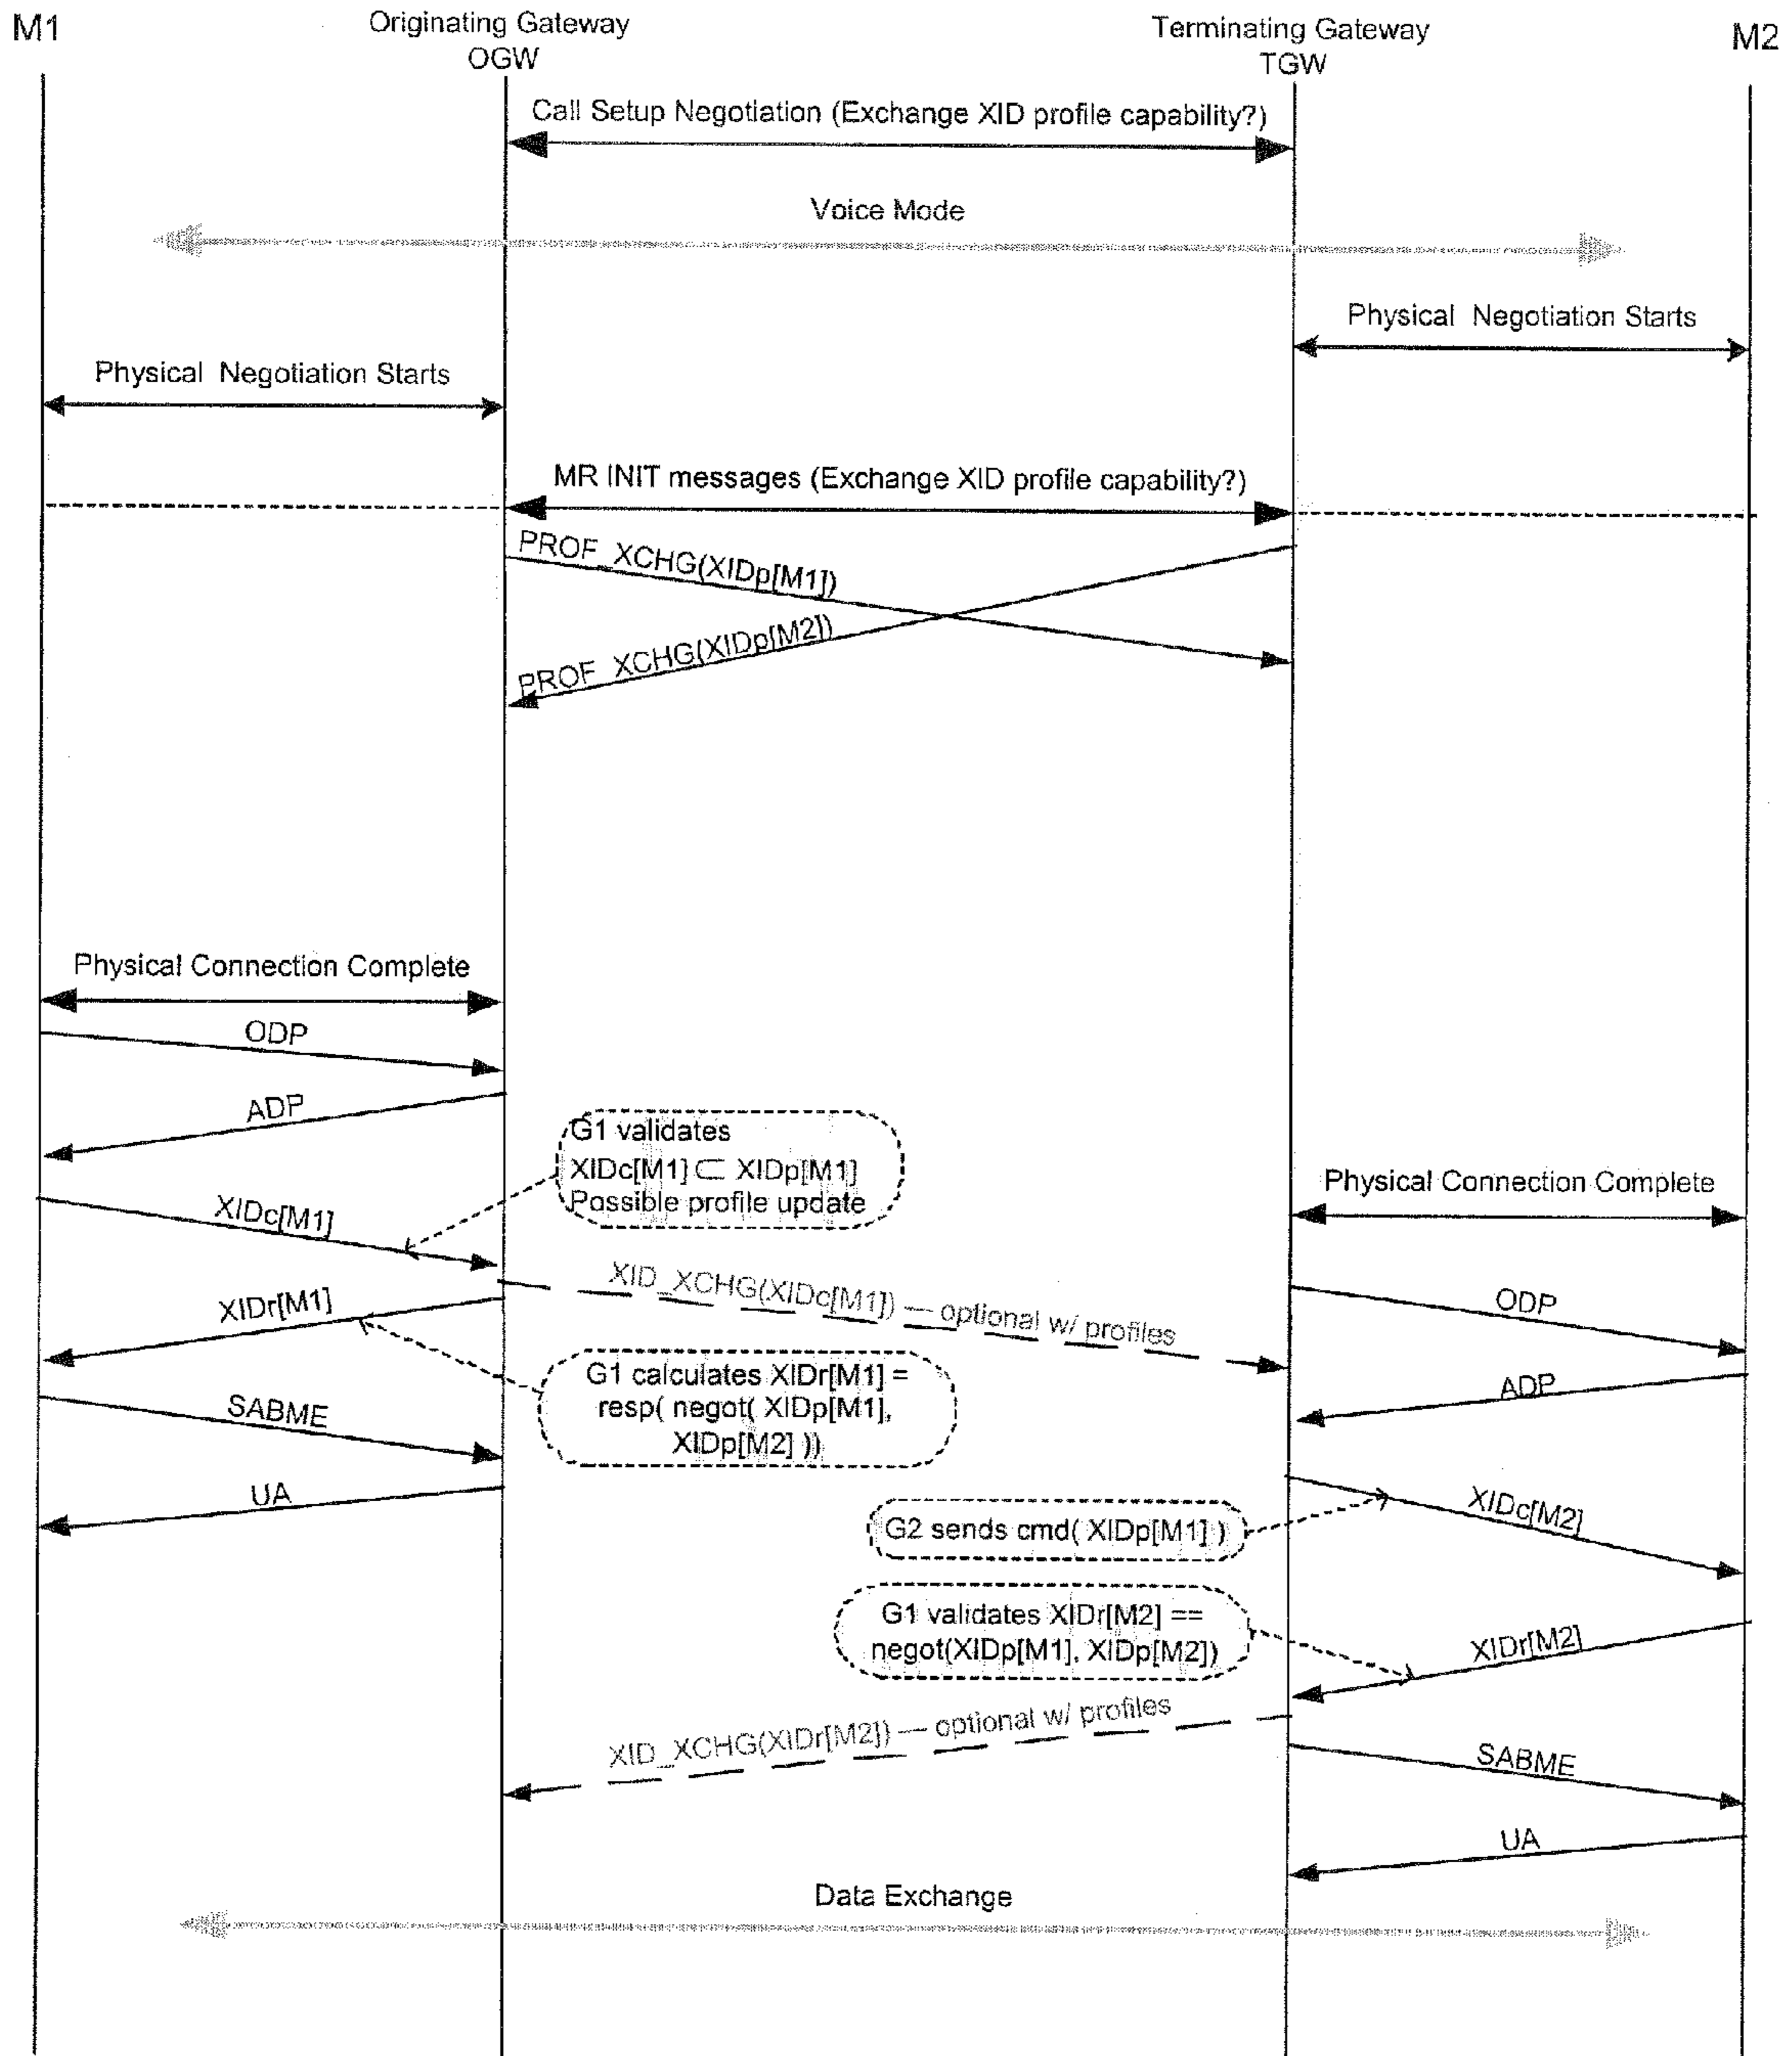 M1
Originating Gateway
OGW
Terminating Gateway
TGW
M2
Call Setup Negotiation (Exchange XID profile capability?)
Voice Mode
Physical Negotiation Starts
Physical Negotiation Starts
MR INIT messages (Exchange XID profile capability?)
PROF_XCHG(XIDp[M1])
PROF_XCHG(XIDp[M2])
Physical Connection Complete
ODP
ADP
G1 validates
XIDc[M1] ⊂ XIDp[M1]
Possible profile update
Physical Connection Complete
XIDc[M1]
XID_XCHG(XIDc[M1]) — optional w/ profiles
XIDr[M1]
ODP
G1 calculates XIDr[M1] =
resp( negot( XIDp[M1],
XIDp[M2] ))
ADP
SABME
UA
XIDc[M2]
G2 sends cmd( XIDp[M1] )
G1 validates XIDr[M2] ==
negot(XIDp[M1], XIDp[M2])
XIDr[M2]
XID_XCHG(XIDr[M2]) — optional w/ profiles
SABME
UA
Data Exchange